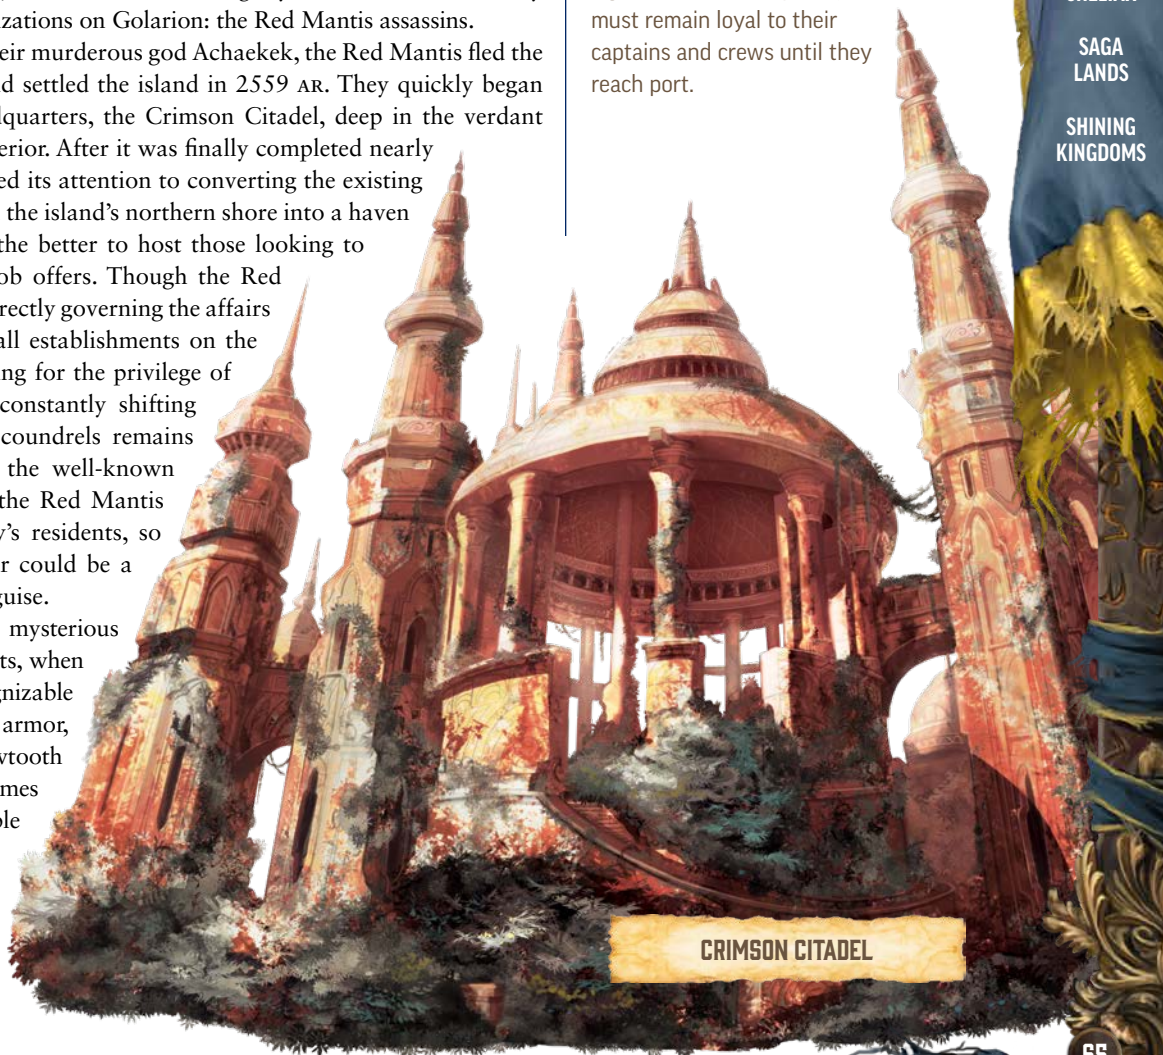 izations on Golarion: the Red Mantis assassins.
eir murderous god Achaekek, the Red Mantis fled the
d settled the island in 2559 AR. They quickly began
lquarters, the Crimson Citadel, deep in the verdant
erior. After it was finally completed nearly
ed its attention to converting the existing
the island's northern shore into a haven
the better to host those looking to
ob offers. Though the Red
rectly governing the affairs
all establishments on the
ing for the privilege of
constantly shifting
coundrels remains
the well-known
the Red Mantis
y's residents, so
r could be a
guise.
mysterious
ts, when
gnizable
armor,
wtooth
mes
ble
must remain loyal to their
captains and crews until they
reach port.
SAGA
LANDS
SHINING
KINGDOMS
CRIMSON CITADEL